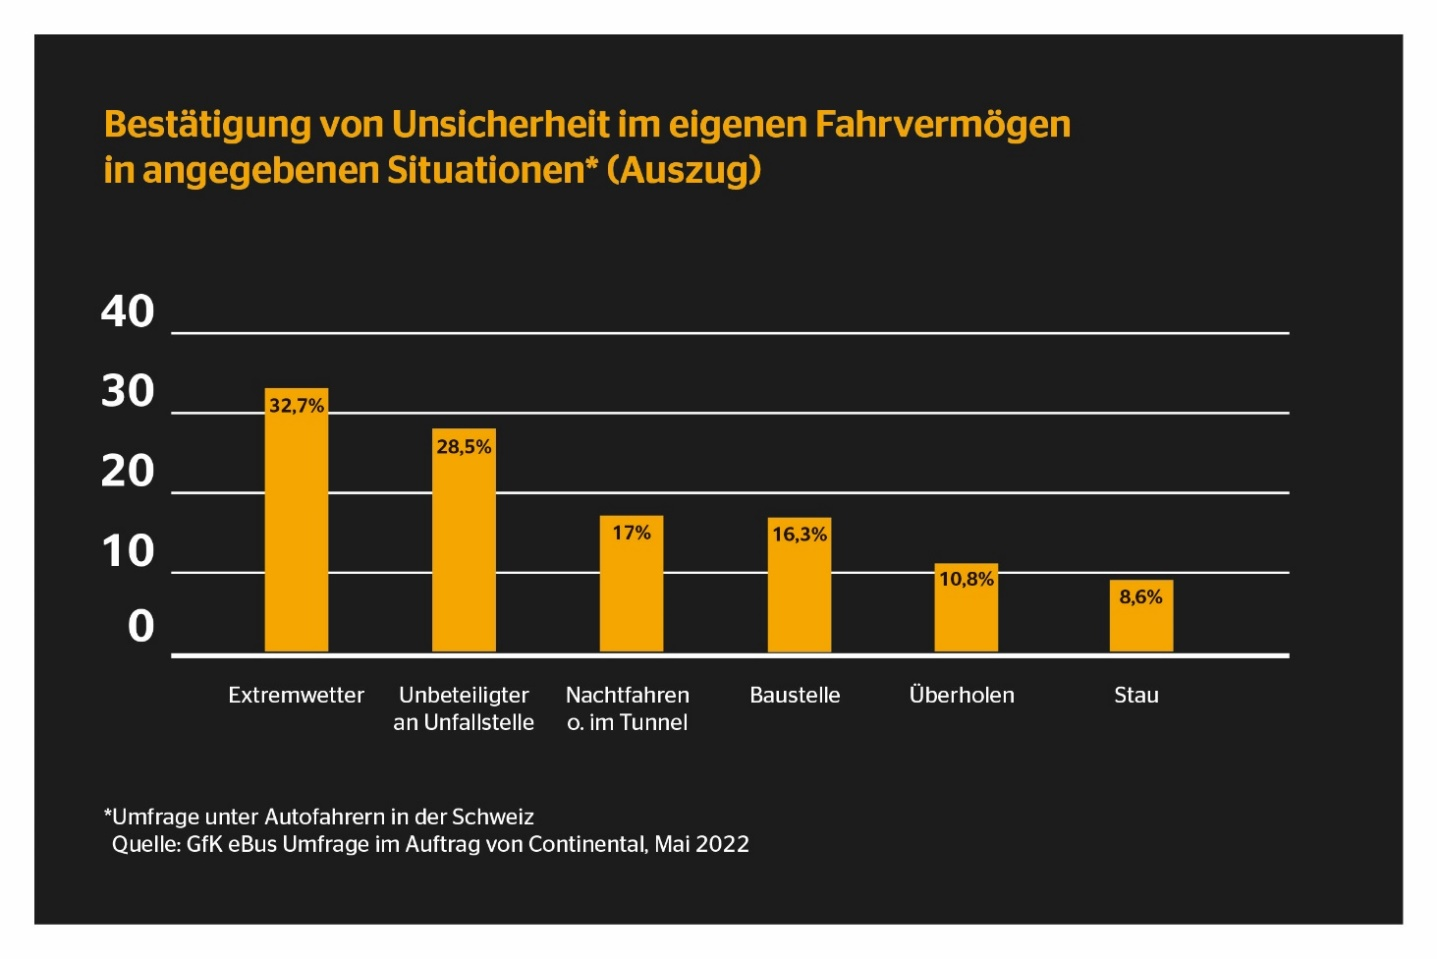 Bestätigung von Unsicherheit im eigenen Fahrvermögen
in angegebenen Situationen* (Auszug)
40
30
20
10
0
32,7%
28,5%
17%
16,3%
10,8%
8,6%
Extremwetter
Unbeteiligter
an Unfallstelle
Nachtfahren
o. im Tunnel
Baustelle
Überholen
Stau
*Umfrage unter Autofahrern in der Schweiz
Quelle: GfK eBus Umfrage im Auftrag von Continental, Mai 2022